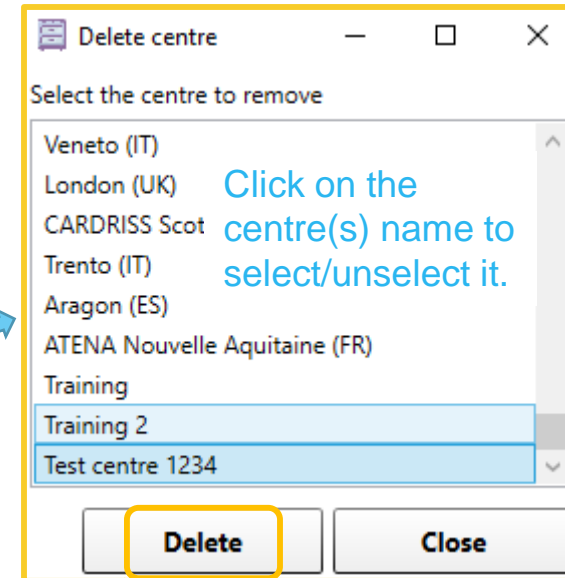 Delete centre
Select the centre to remove
Veneto (IT)
London (UK)
CARDRISS Scot
Trento (IT)
Aragon (ES)
ATENA Nouvelle Aquitaine (FR)
Training
Training 2
Test centre 1234
Click on the
centre(s) name to
select/unselect it.
Delete
Close